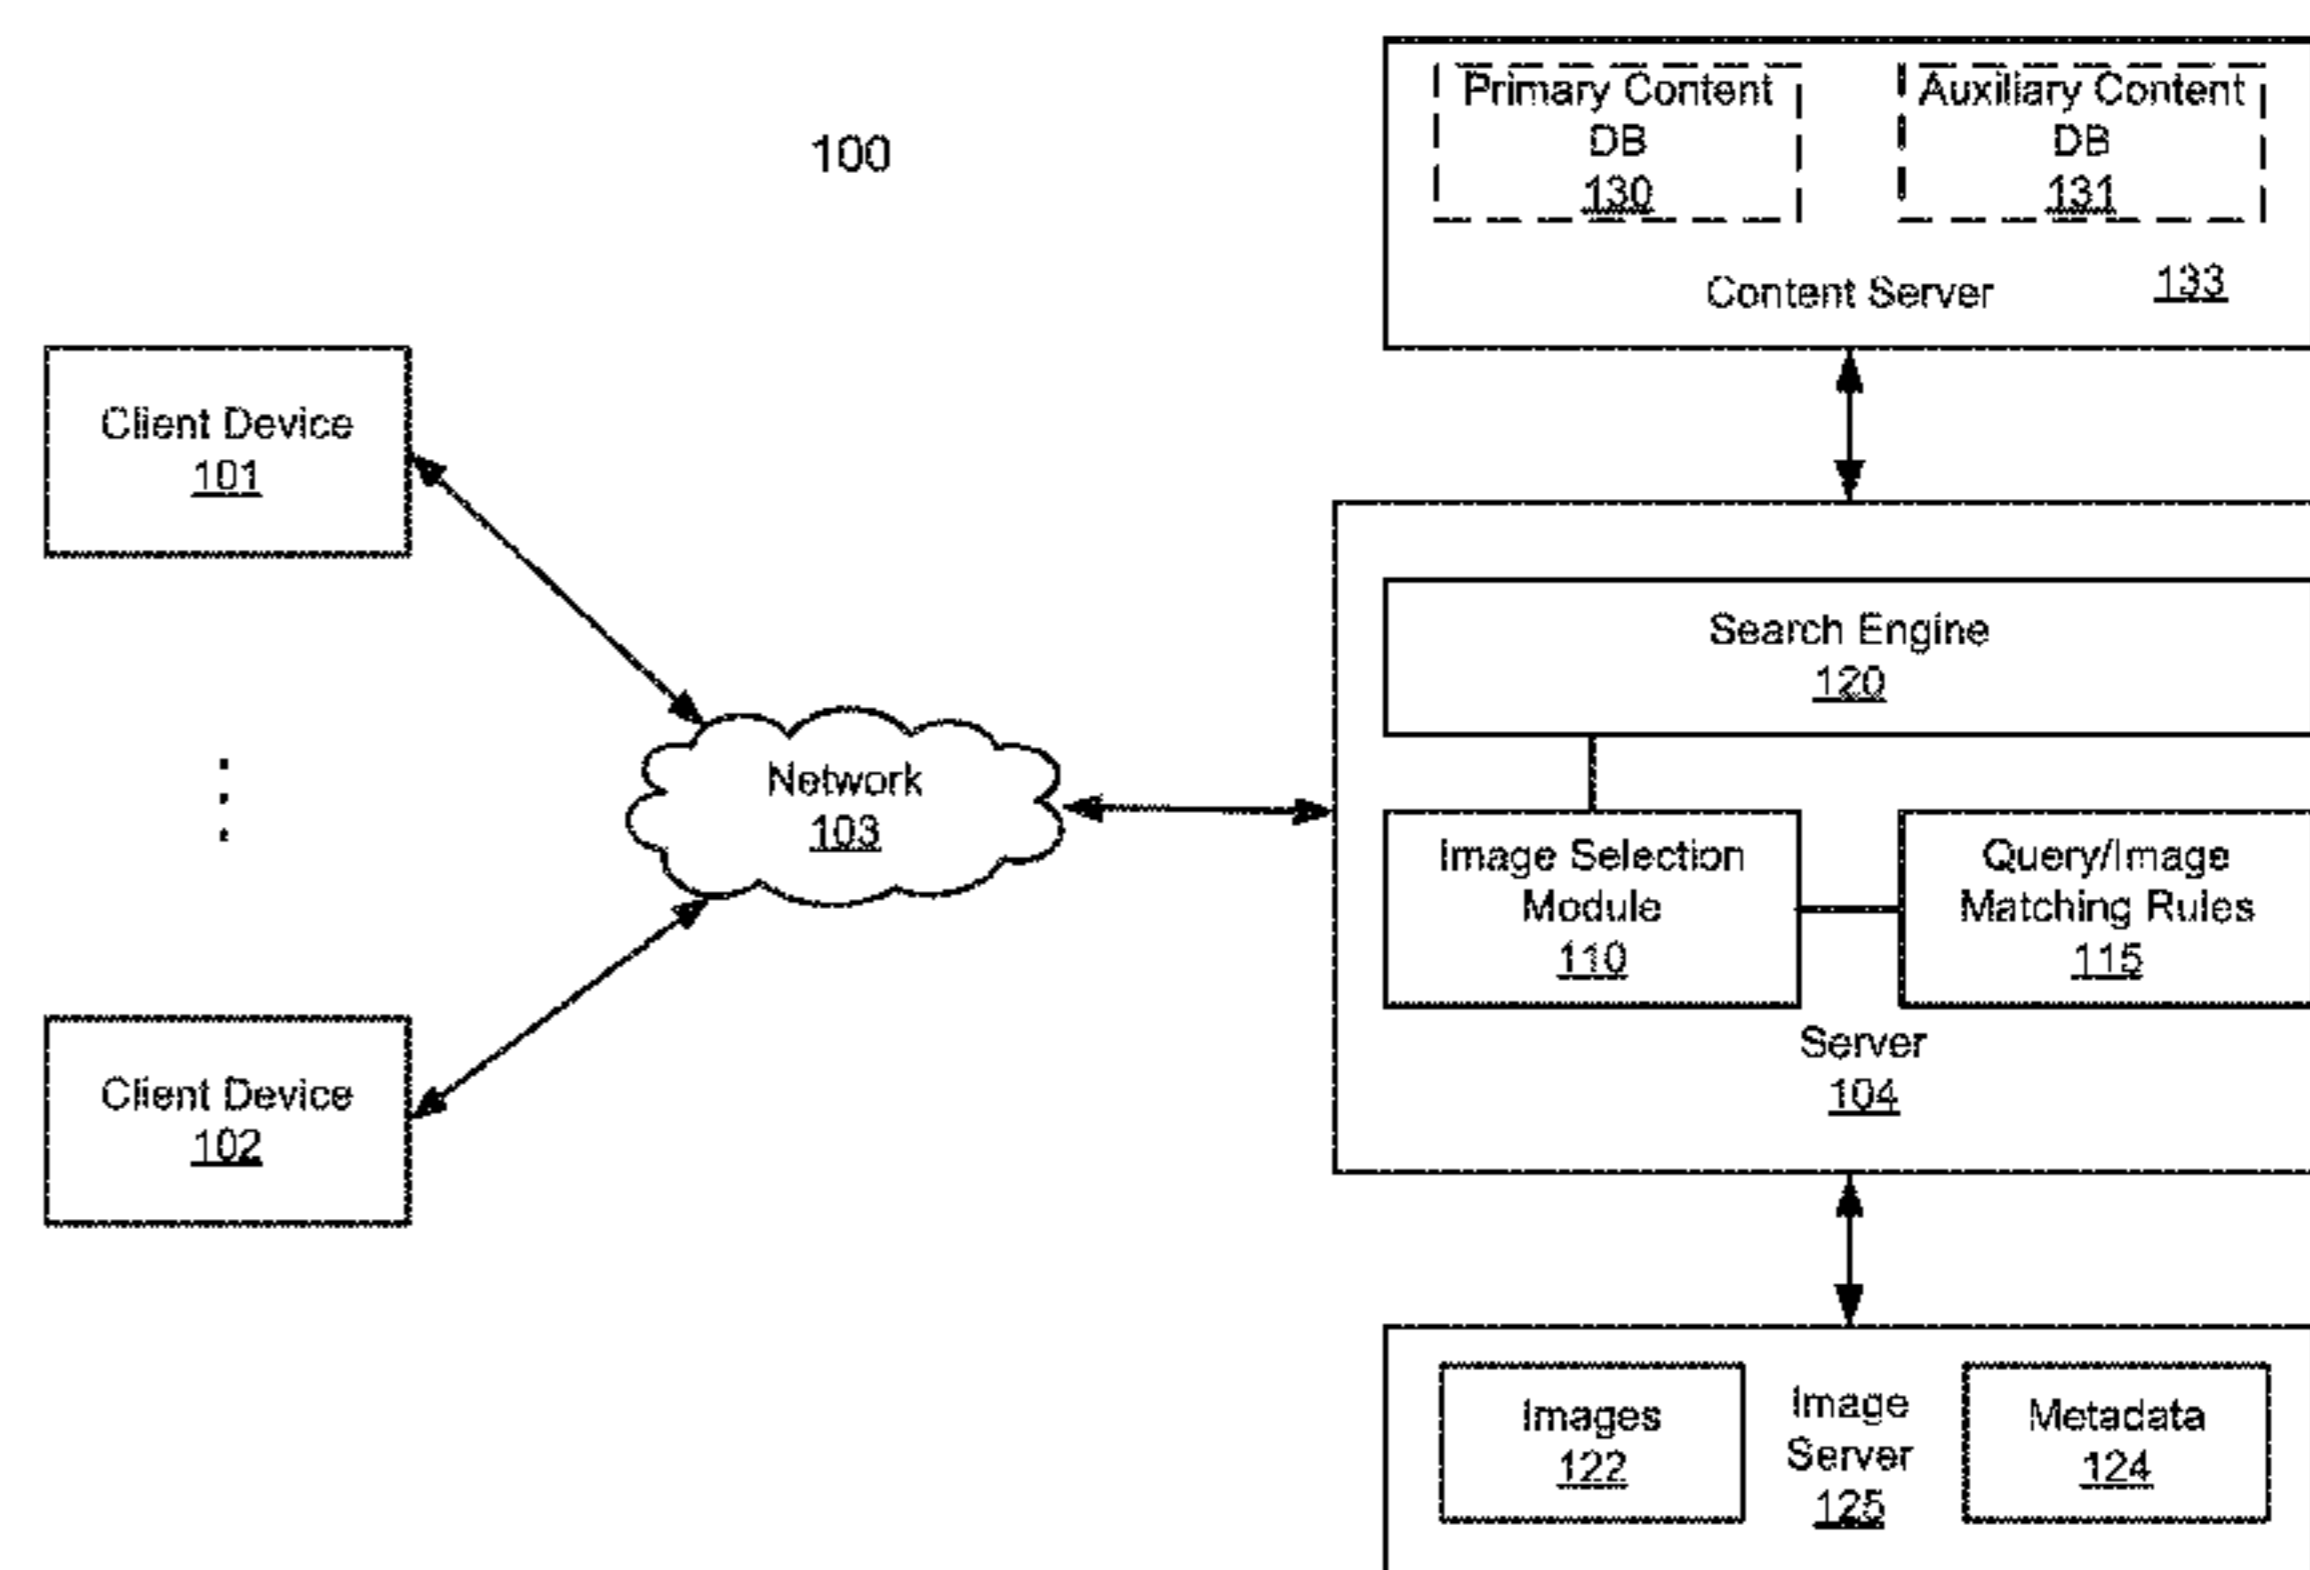 100
Primary Content
DB
130
Auxiliary Content
DB
131
Content Server
133
Client Device
101
Search Engine
120
Network
103
Image Selection
Module
110
Query/Image
Matching Rules
115
Server
104
Client Device
102
Images
122
Image
Server
125
Metadata
124